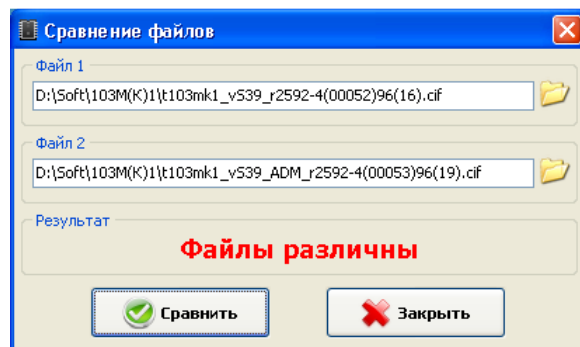 Сравнение файлов
Файл 1
D:\Soft\103M(K)1\t103mk1_v539_r2592-4(00052)96(16).cif
Файл 2
D:\Soft\103M(K)1\t103mk1_v539_ADM_r2592-4(00053)96(19).cif
Результат
Файлы различны
Сравнить
Закрыть